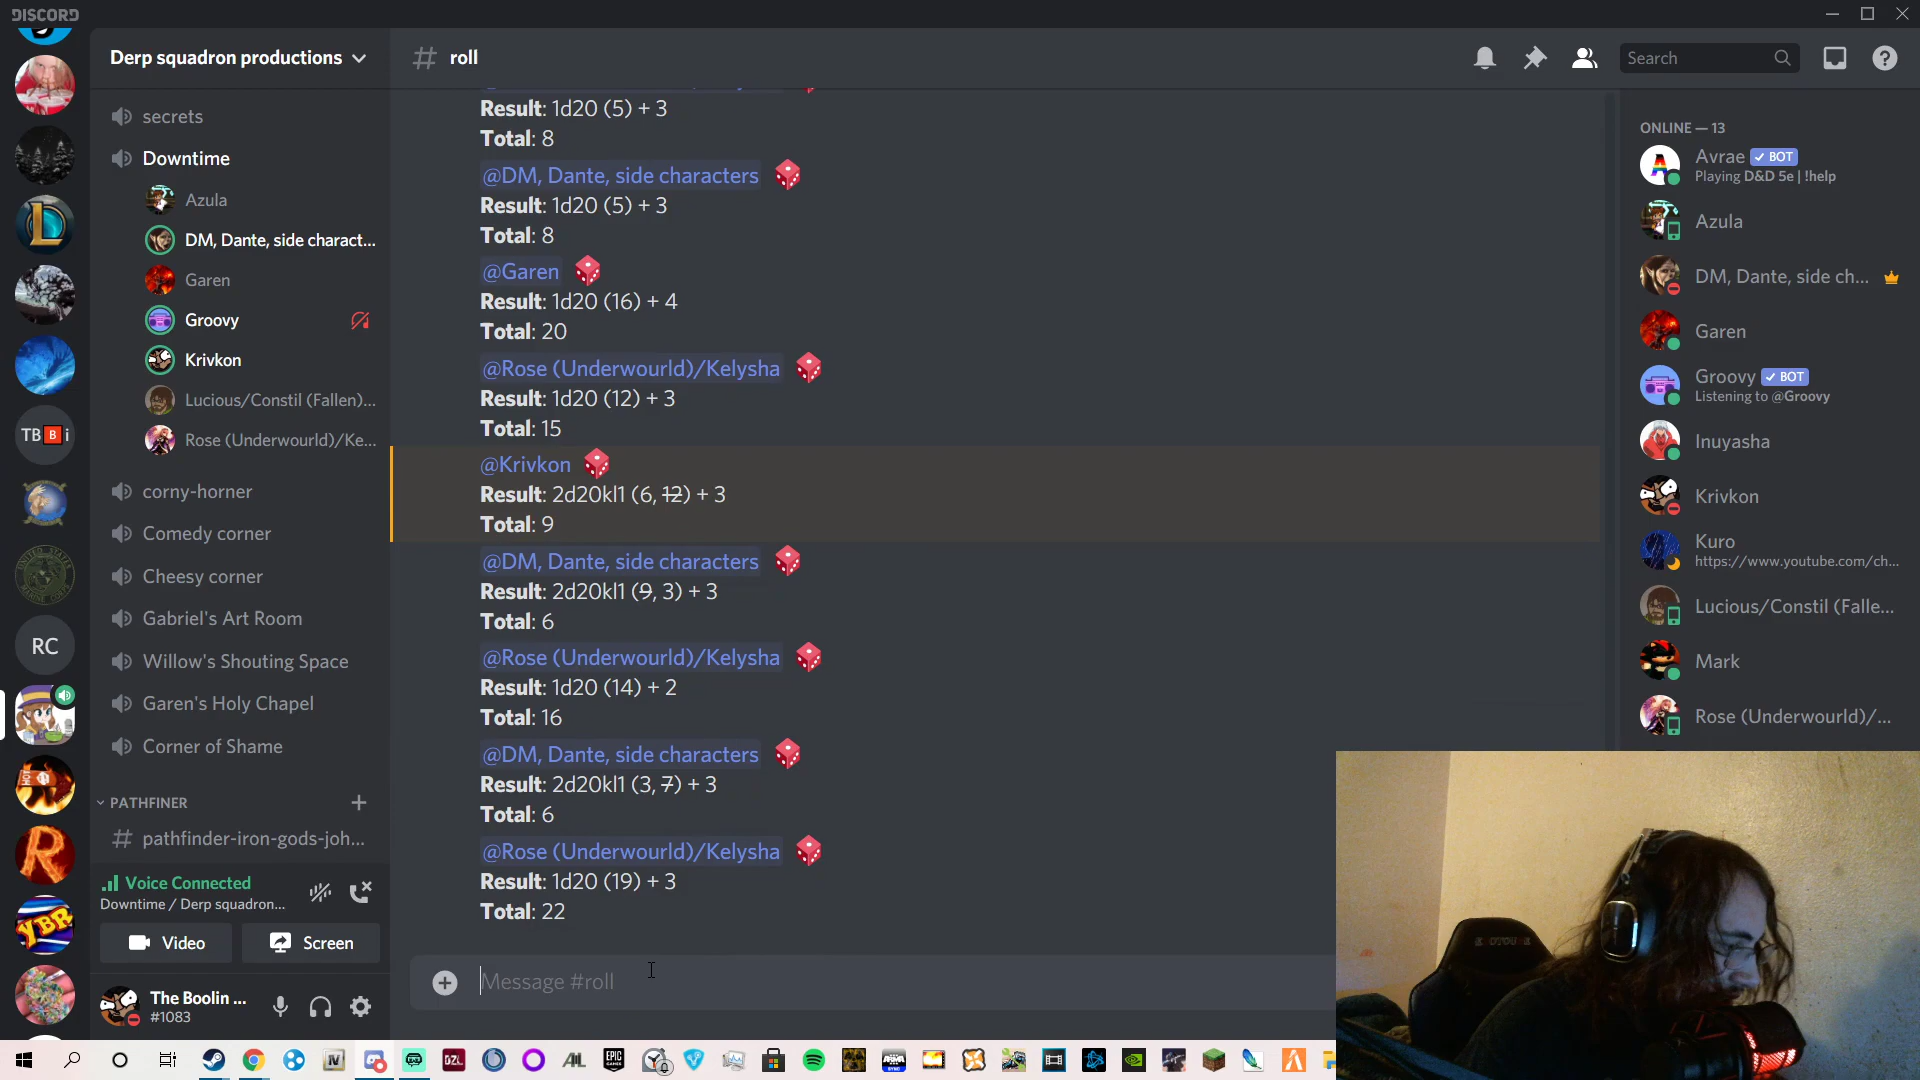 DISCORD
Derp squadron productions
secrets
Downtime
Azula
DM, Dante, side charact...
Garen
Groovy
Krivkon
Lucious/Constil (Fallen)...
Rose (Underwourld)/Ke...
corny-horner
Comedy corner
Cheesy corner
Gabriel's Art Room
Willow's Shouting Space
Garen's Holy Chapel
Corner of Shame
PATHFINER
pathfinder-iron-gods-joh...
Voice Connected
Downtime / Derp squadron...
Video
Screen
The Boolin ...
#1083
TB B i
RC
YBR
roll
Search
Result: 1d20 (5) + 3
Total: 8
@DM, Dante, side characters
Result: 1d20 (5) + 3
Total: 8
@Garen
Result: 1d20 (16) + 4
Total: 20
@Rose (Underwourld)/Kelysha
Result: 1d20 (12) + 3
Total: 15
@Krivkon
Result: 2d20kl1 (6, 12) + 3
Total: 9
@DM, Dante, side characters
Result: 2d20kl1 (9, 3) + 3
Total: 6
@Rose (Underwourld)/Kelysha
Result: 1d20 (14) + 2
Total: 16
@DM, Dante, side characters
Result: 2d20kl1 (3, 7) + 3
Total: 6
@Rose (Underwourld)/Kelysha
Result: 1d20 (19) + 3
Total: 22
Message #roll
ONLINE — 13
Avrae BOT
Playing D&D 5e | !help
Azula
DM, Dante, side ch...
Garen
Groovy BOT
Listening to @Groovy
Inuyasha
Krivkon
Kuro
https://www.youtube.com/ch...
Lucious/Constil (Falle...
Mark
Rose (Underwourld)/...